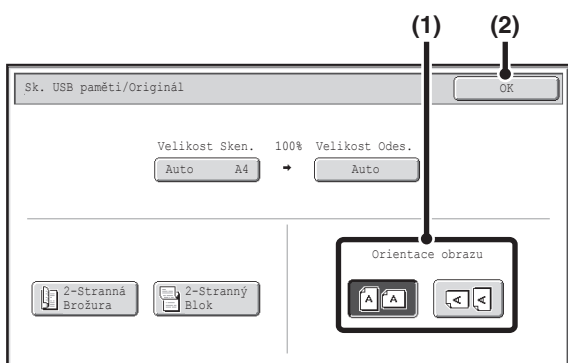 (1) (2)
Sk. USB paměti/Originál OK
Velikost Sken. 100% Velikost Odes.
Auto A4 Auto
Orientace obrazu
2-Stranná
Brožura
2-Stranný
Blok
A A A A